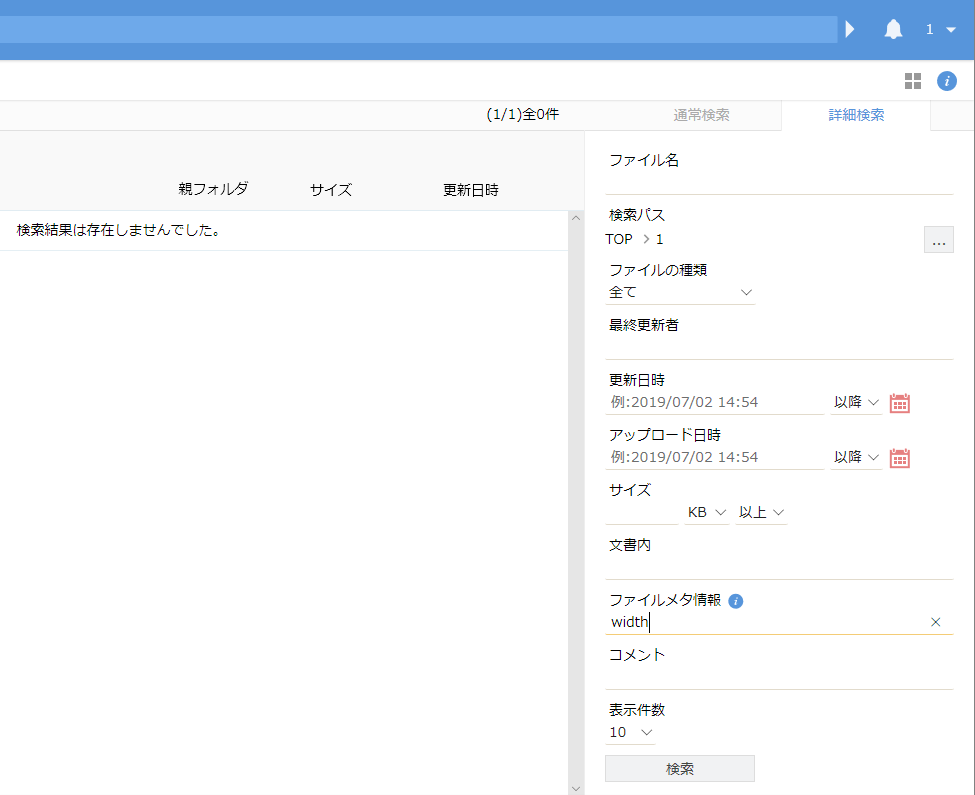 1
(1/1)全0件
通常検索
詳細検索
親フォルダ
サイズ
更新日時
検索結果は存在しませんでした。
ファイル名
検索パス
TOP > 1
...
ファイルの種類
全て
最終更新者
更新日時
例:2019/07/02 14:54
以降
アップロード日時
例:2019/07/02 14:54
以降
サイズ
KB
以上
文書内
ファイルメタ情報 i
width
コメント
表示件数
10
検索